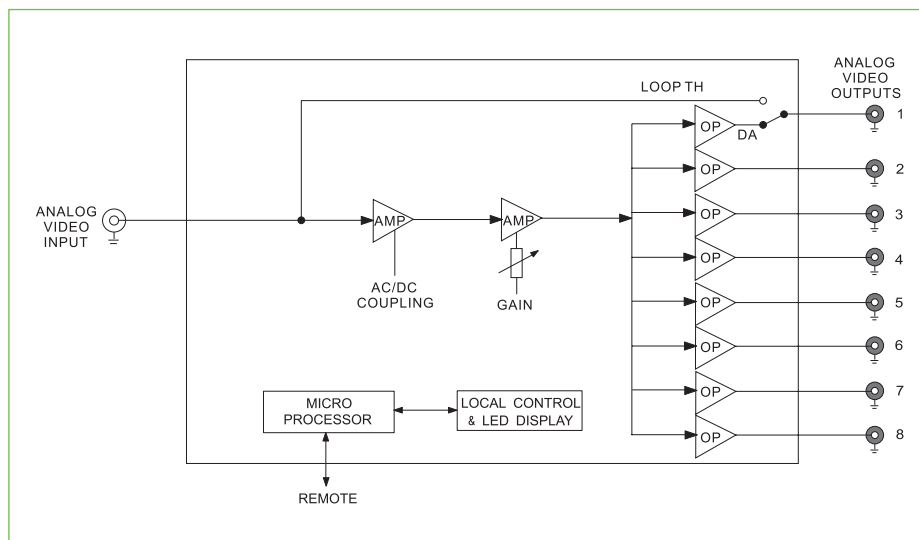 LOOP TH
ANALOG
VIDEO
OUTPUTS
OP
DA
1
OP
2
ANALOG
VIDEO
INPUT
AMP
AMP
OP
3
OP
4
AC/DC
COUPLING
GAIN
OP
5
OP
6
MICRO
PROCESSOR
LOCAL CONTROL
& LED DISPLAY
OP
7
OP
8
REMOTE